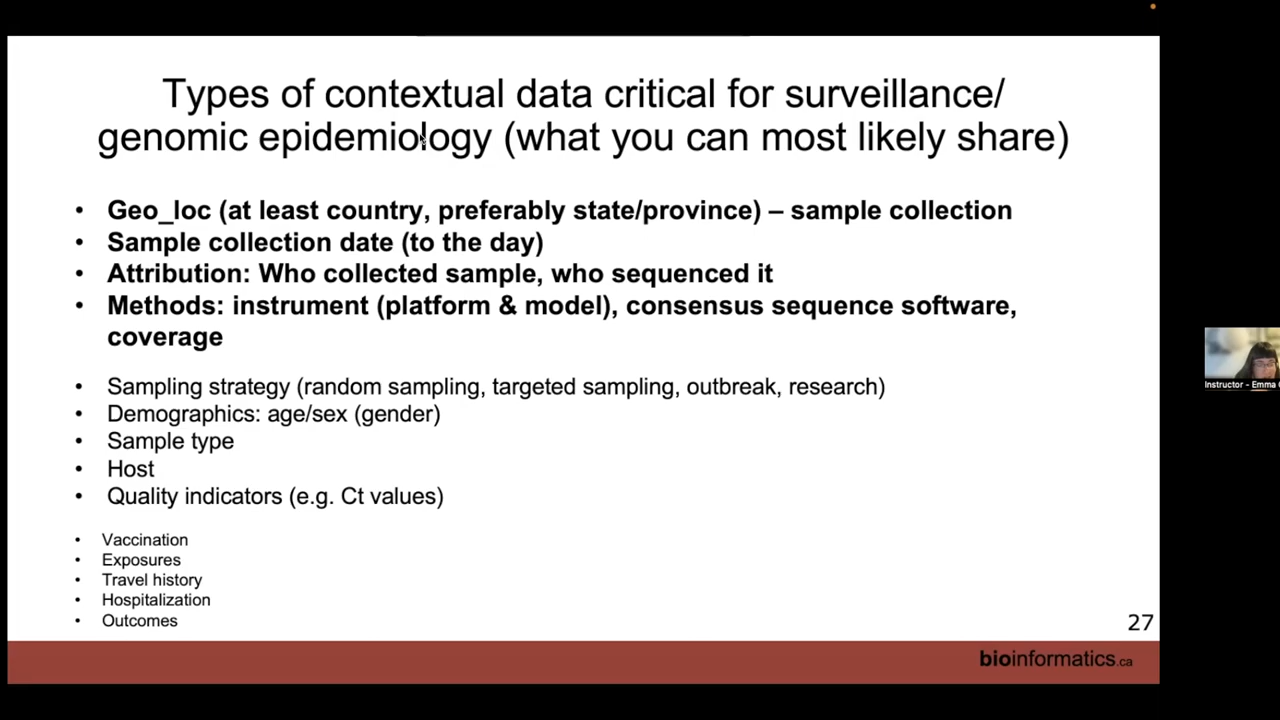 Types of contextual data critical for surveillance/
genomic epidemiology (what you can most likely share)
• Geo_loc (at least country, preferably state/province) – sample collection
• Sample collection date (to the day)
• Attribution: Who collected sample, who sequenced it
• Methods: instrument (platform & model), consensus sequence software,
coverage
• Sampling strategy (random sampling, targeted sampling, outbreak, research)
• Demographics: age/sex (gender)
• Sample type
• Host
• Quality indicators (e.g. Ct values)
• Vaccination
• Exposures
• Travel history
• Hospitalization
• Outcomes
27
bioinformatics.ca
Instructor - Emma